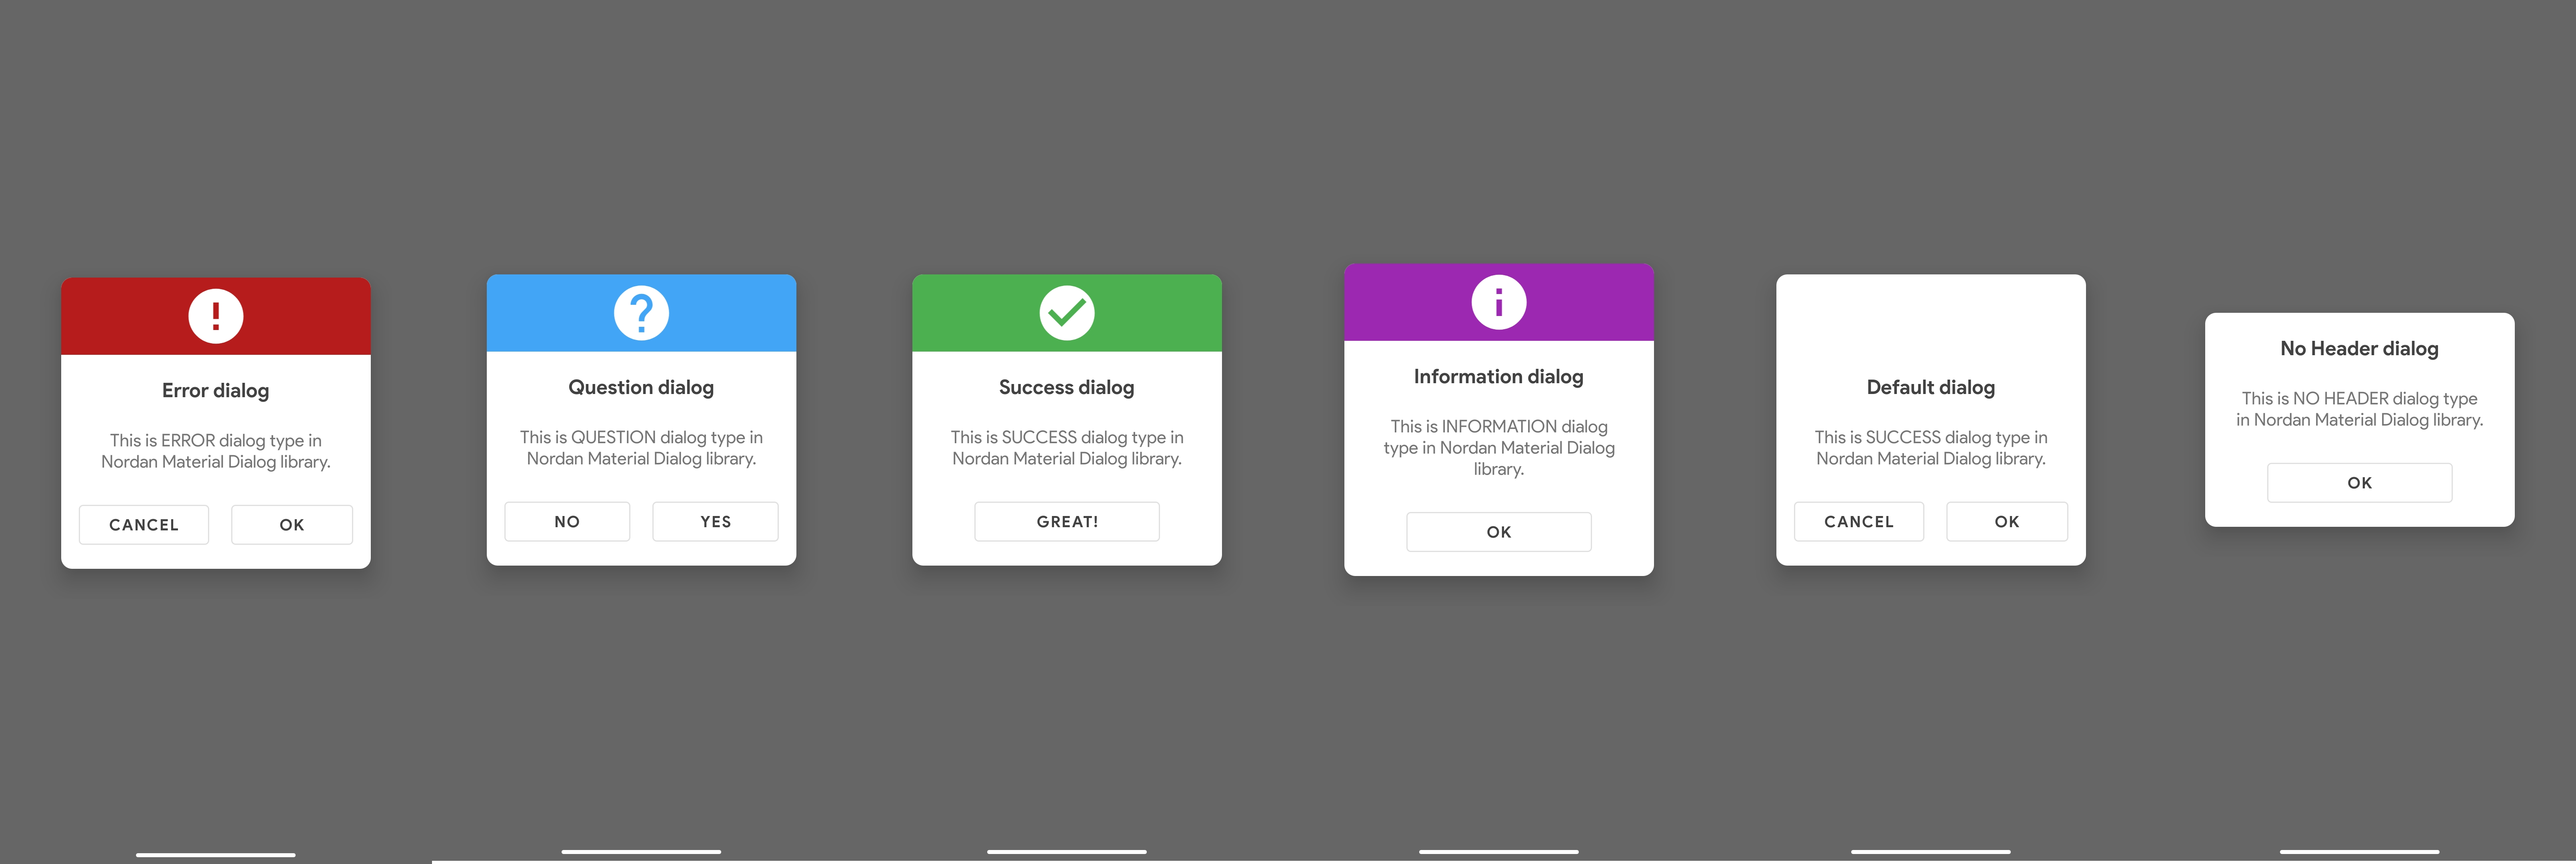 Error dialog
This is ERROR dialog type in
Nordan Material Dialog library.
CANCEL OK
Question dialog
This is QUESTION dialog type in
Nordan Material Dialog library.
NO YES
Success dialog
This is SUCCESS dialog type in
Nordan Material Dialog library.
GREAT!
Information dialog
This is INFORMATION dialog
type in Nordan Material Dialog
library.
OK
Default dialog
This is SUCCESS dialog type in
Nordan Material Dialog library.
CANCEL OK
No Header dialog
This is NO HEADER dialog type
in Nordan Material Dialog library.
OK